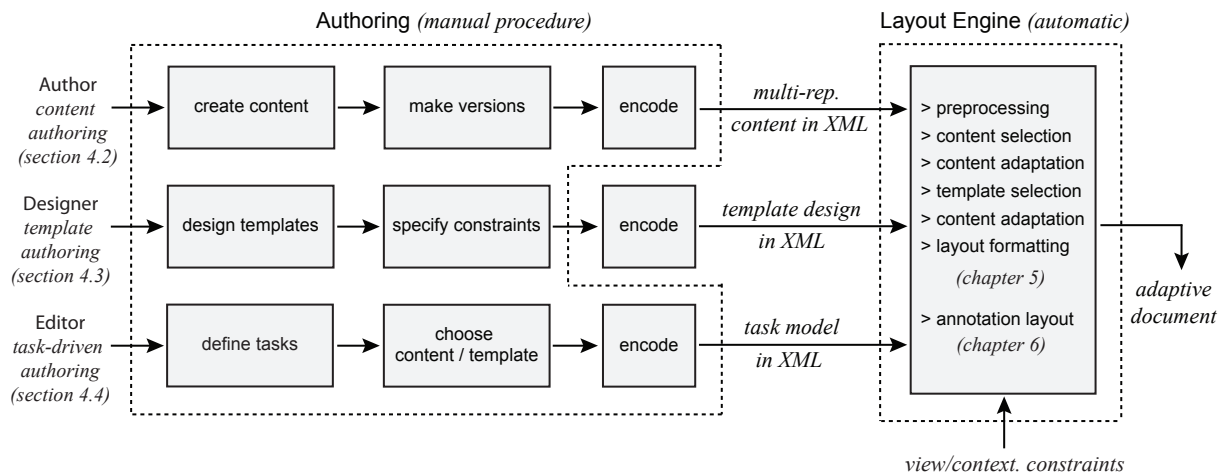 Authoring (manual procedure)
Layout Engine (automatic)
Author
content
authoring
(section 4.2)
create content
make versions
encode
multi-rep.
content in XML
Designer
template
authoring
(section 4.3)
design templates
specify constraints
encode
template design
in XML
Editor
task-driven
authoring
(section 4.4)
define tasks
choose
content / template
encode
task model
in XML
> preprocessing
> content selection
> content adaptation
> template selection
> content adaptation
> layout formatting
(chapter 5)
> annotation layout
(chapter 6)
adaptive
document
view/context. constraints